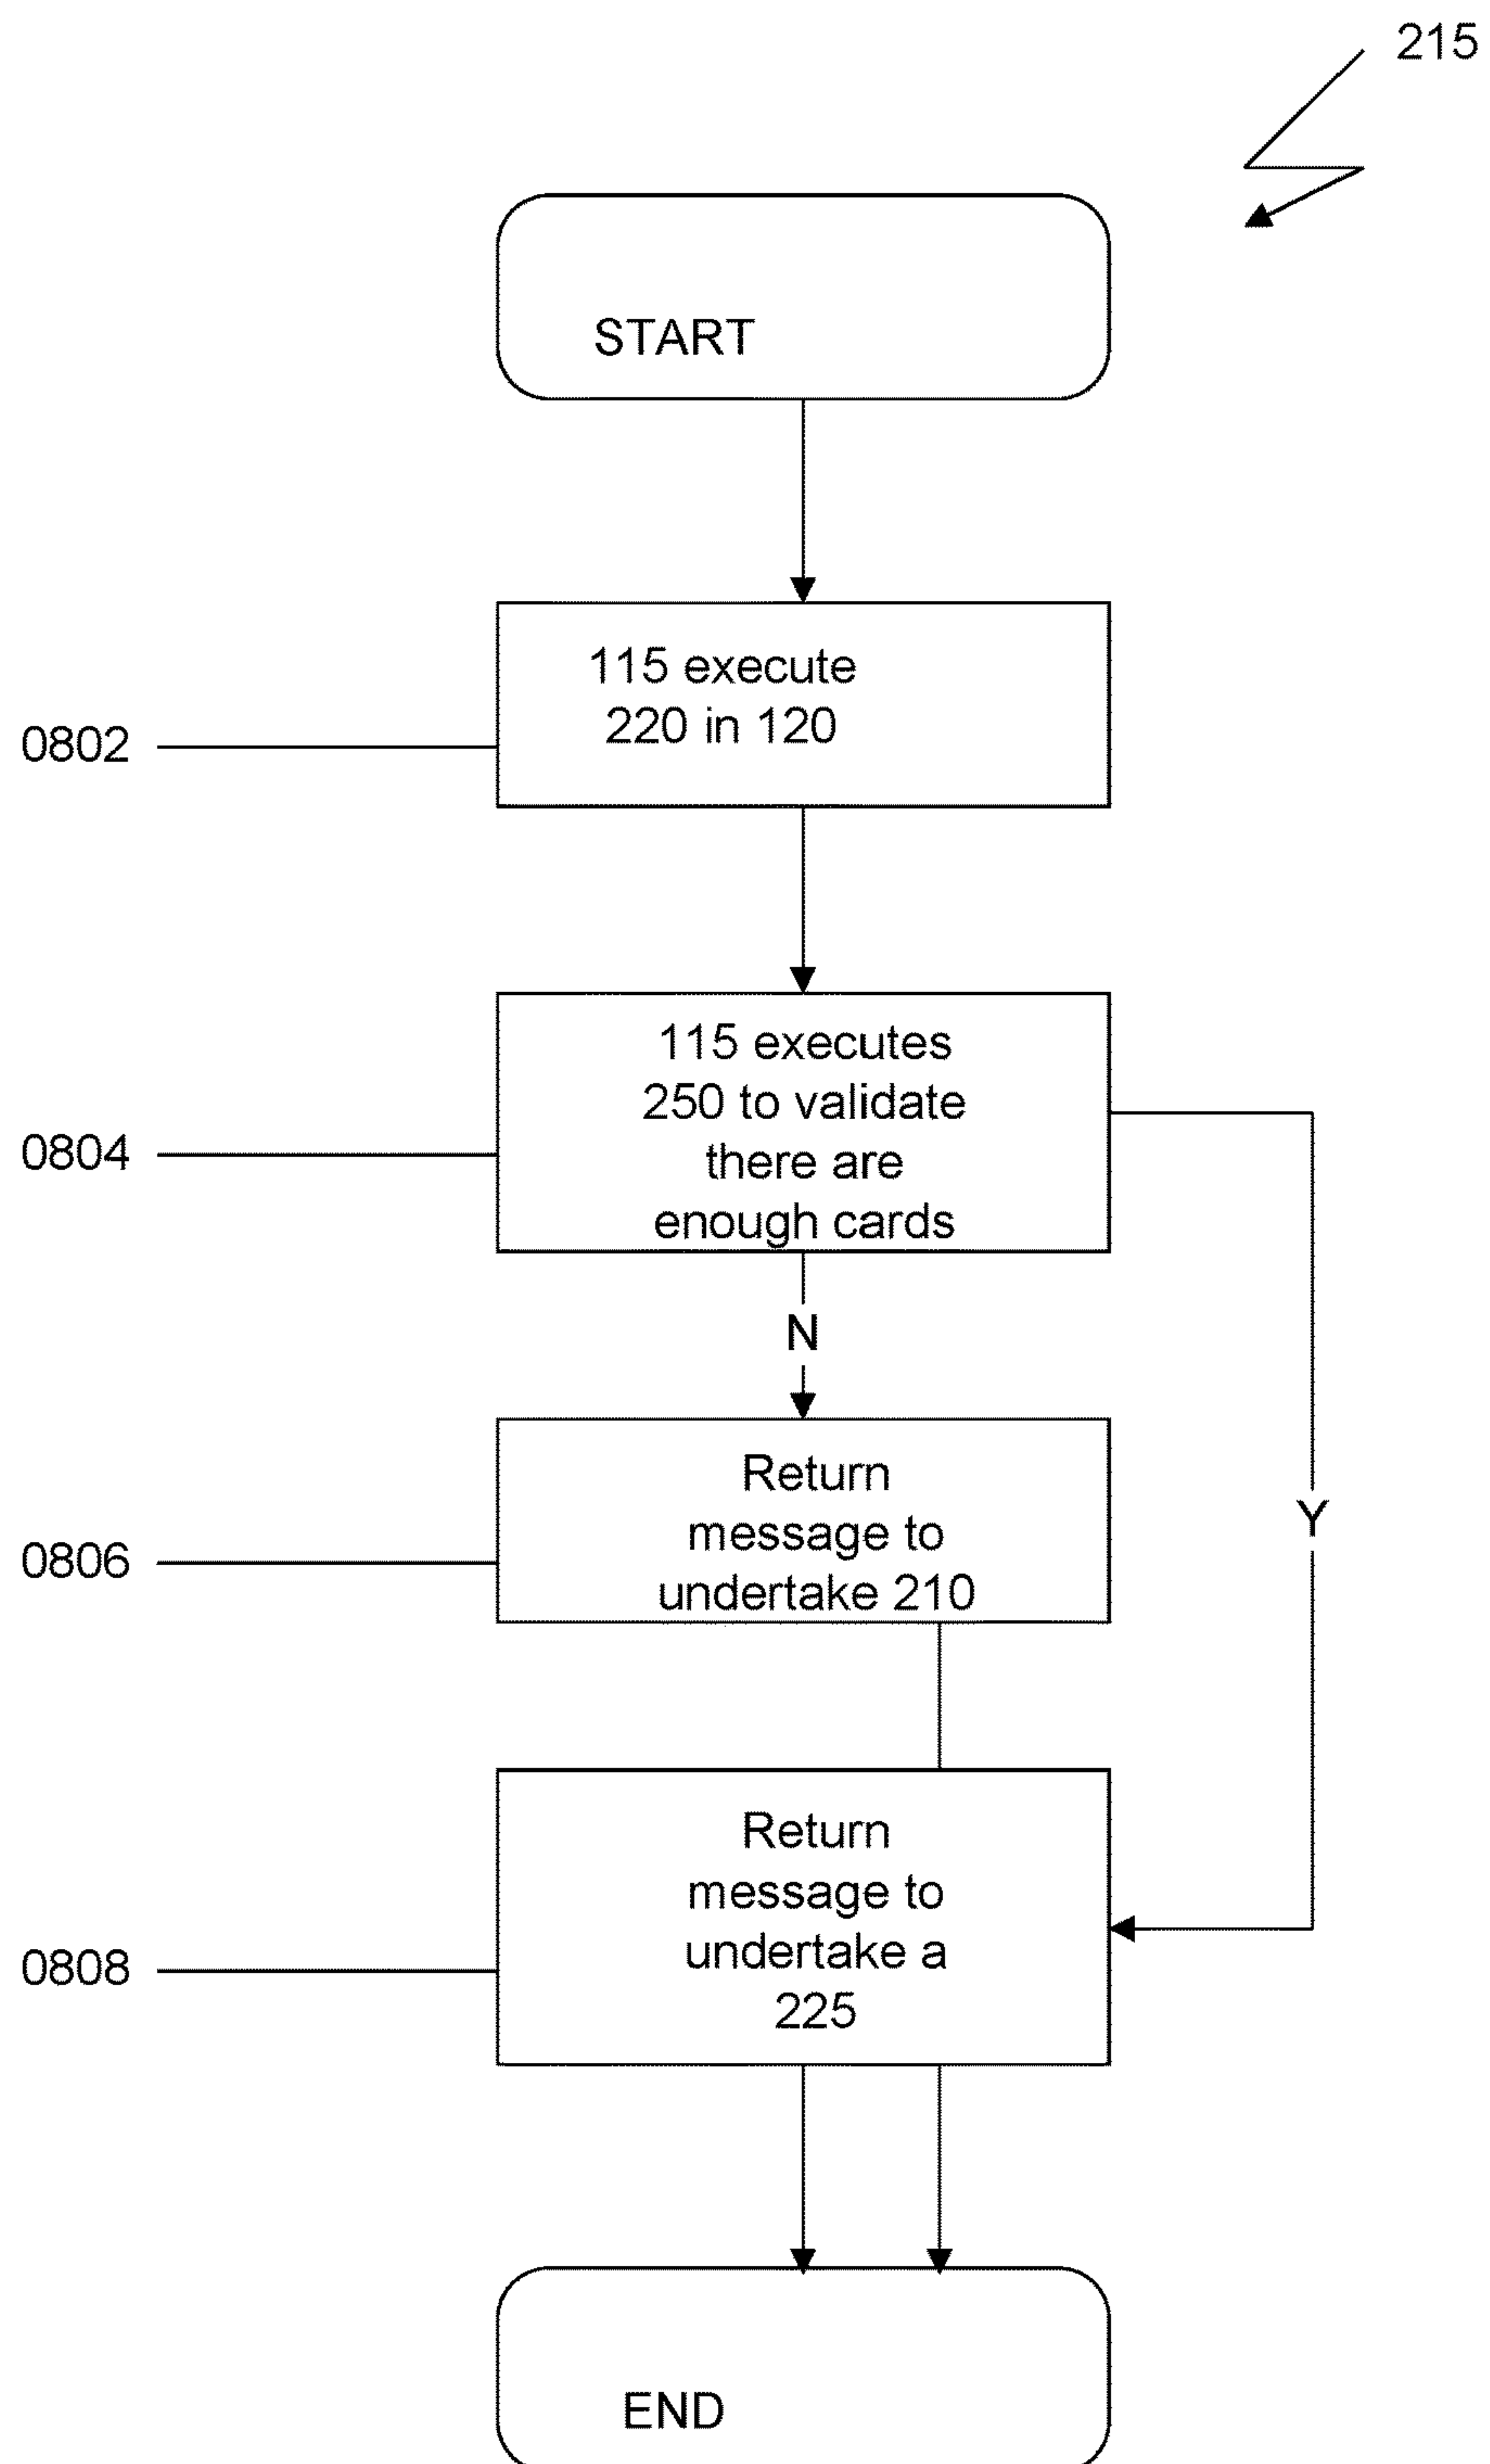 215
START
115 execute
220 in 120
0802
115 executes
250 to validate
there are
enough cards
0804
N
Return
message to
undertake 210
0806
Y
Return
message to
undertake a
225
0808
END